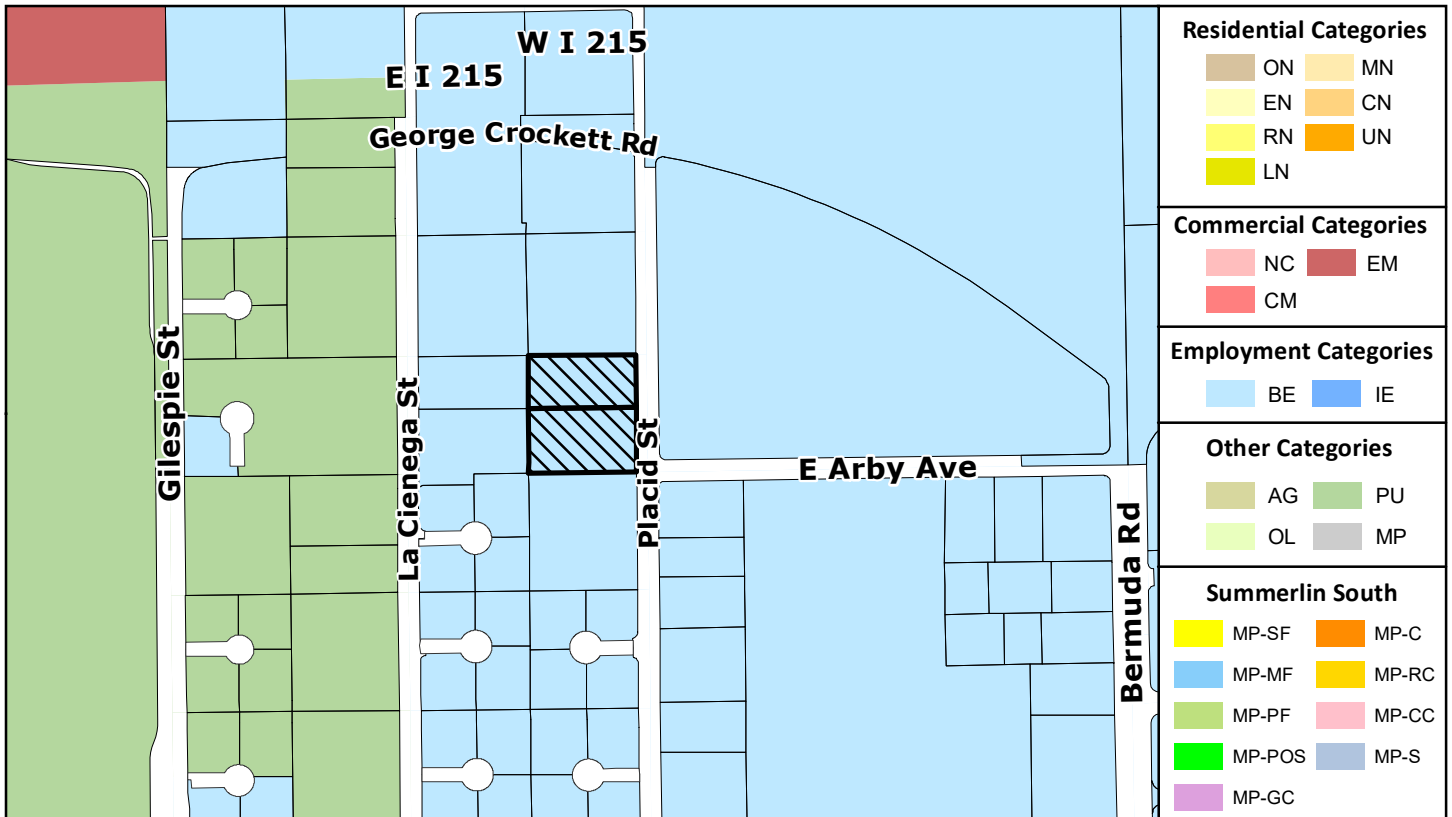 W I 215
E I 215
George Crockett Rd
Gilespie St
La Cienega St
Placid St
E Arby Ave
Bermuda Rd
Residential Categories
ON MN
EN CN
RN UN
LN
Commercial Categories
NC EM
CM
Employment Categories
BE IE
Other Categories
AG PU
OL MP
Summerlin South
MP-SF MP-C
MP-MF MP-RC
MP-PF MP-CC
MP-POS MP-S
MP-GC